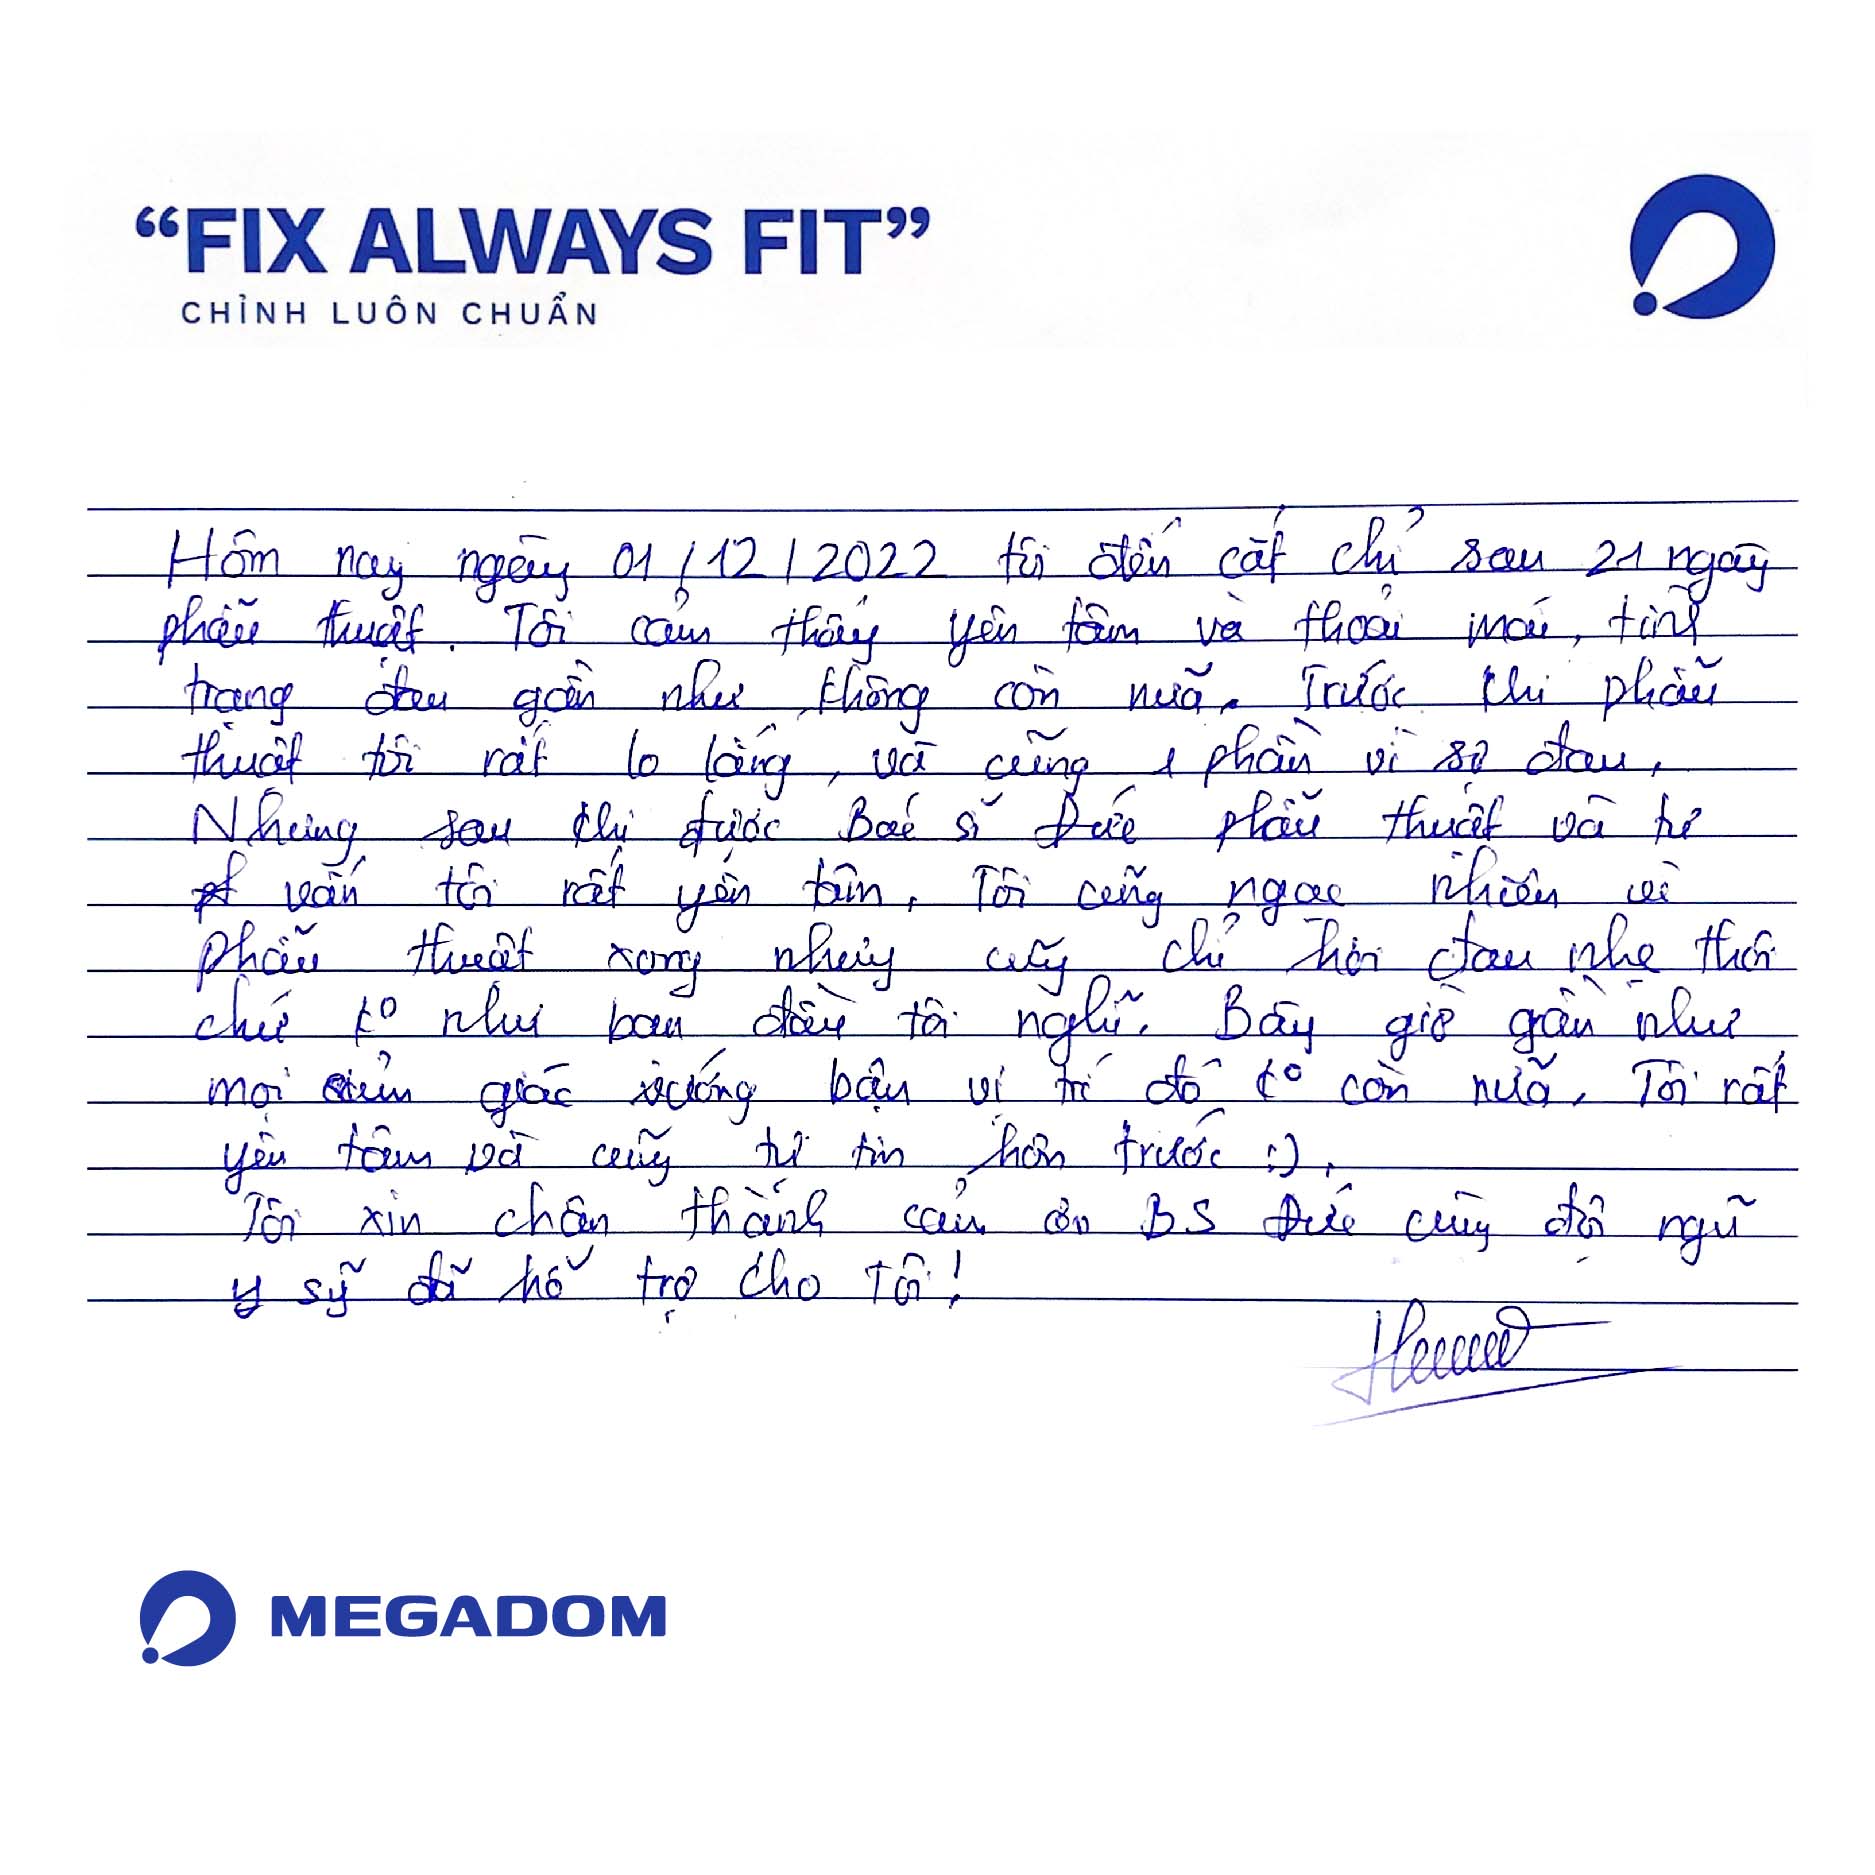 “FIX ALWAYS FIT”
CHỈNH LUÔN CHUẨN
Hôm nay ngày 01/12/2022 tôi đến cắt chỉ sau 21 ngày
phẫu thuật. Tôi cảm thấy yên tâm và thoải mái, tình
trạng đau gần như không còn nữa. Trước khi phẫu
thuật tôi rất lo lắng, và cũng 1 phần vì sợ đau.
Nhưng sau khi được Bác sĩ Đức phẫu thuật và tư
vấn tôi rất yên tâm. Tôi cũng ngạc nhiên vì
phẫu thuật xong nhưng cũng chỉ hơi đau nhẹ thôi
chứ k° như ban đầu tôi nghĩ. Bây giờ gần như
mọi cảm giác vướng bận vị trí đó k° còn nữa. Tôi rất
yên tâm và cũng tự tin hơn trước :).
Tôi xin chân thành cảm ơn BS Đức cùng đội ngũ
y sỹ đã hỗ trợ cho Tôi!
MEGADOM